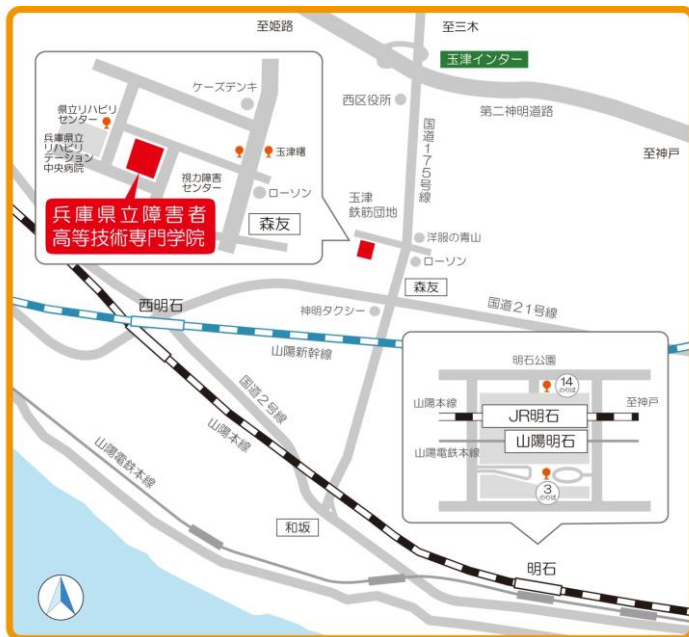 至姫路
至三木
玉津インター
ケーズデンキ
西区役所
第二神明道路
県立リハビリ
センター
国道175号線
兵庫県立
リハビリ
テーション
中央病院
玉津曙
至神戸
視力障害
センター
ローソン
玉津
鉄筋団地
兵庫県立障害者
高等技術専門学院
森友
洋服の青山
ローソン
森友
神明タクシー
国道21号線
西明石
山陽新幹線
明石公園
14
のりば
国道2号線
山陽本線
至神戸
JR明石
山陽本線
山陽明石
山陽電鉄本線
山陽電鉄本線
3
のりば
和坂
明石